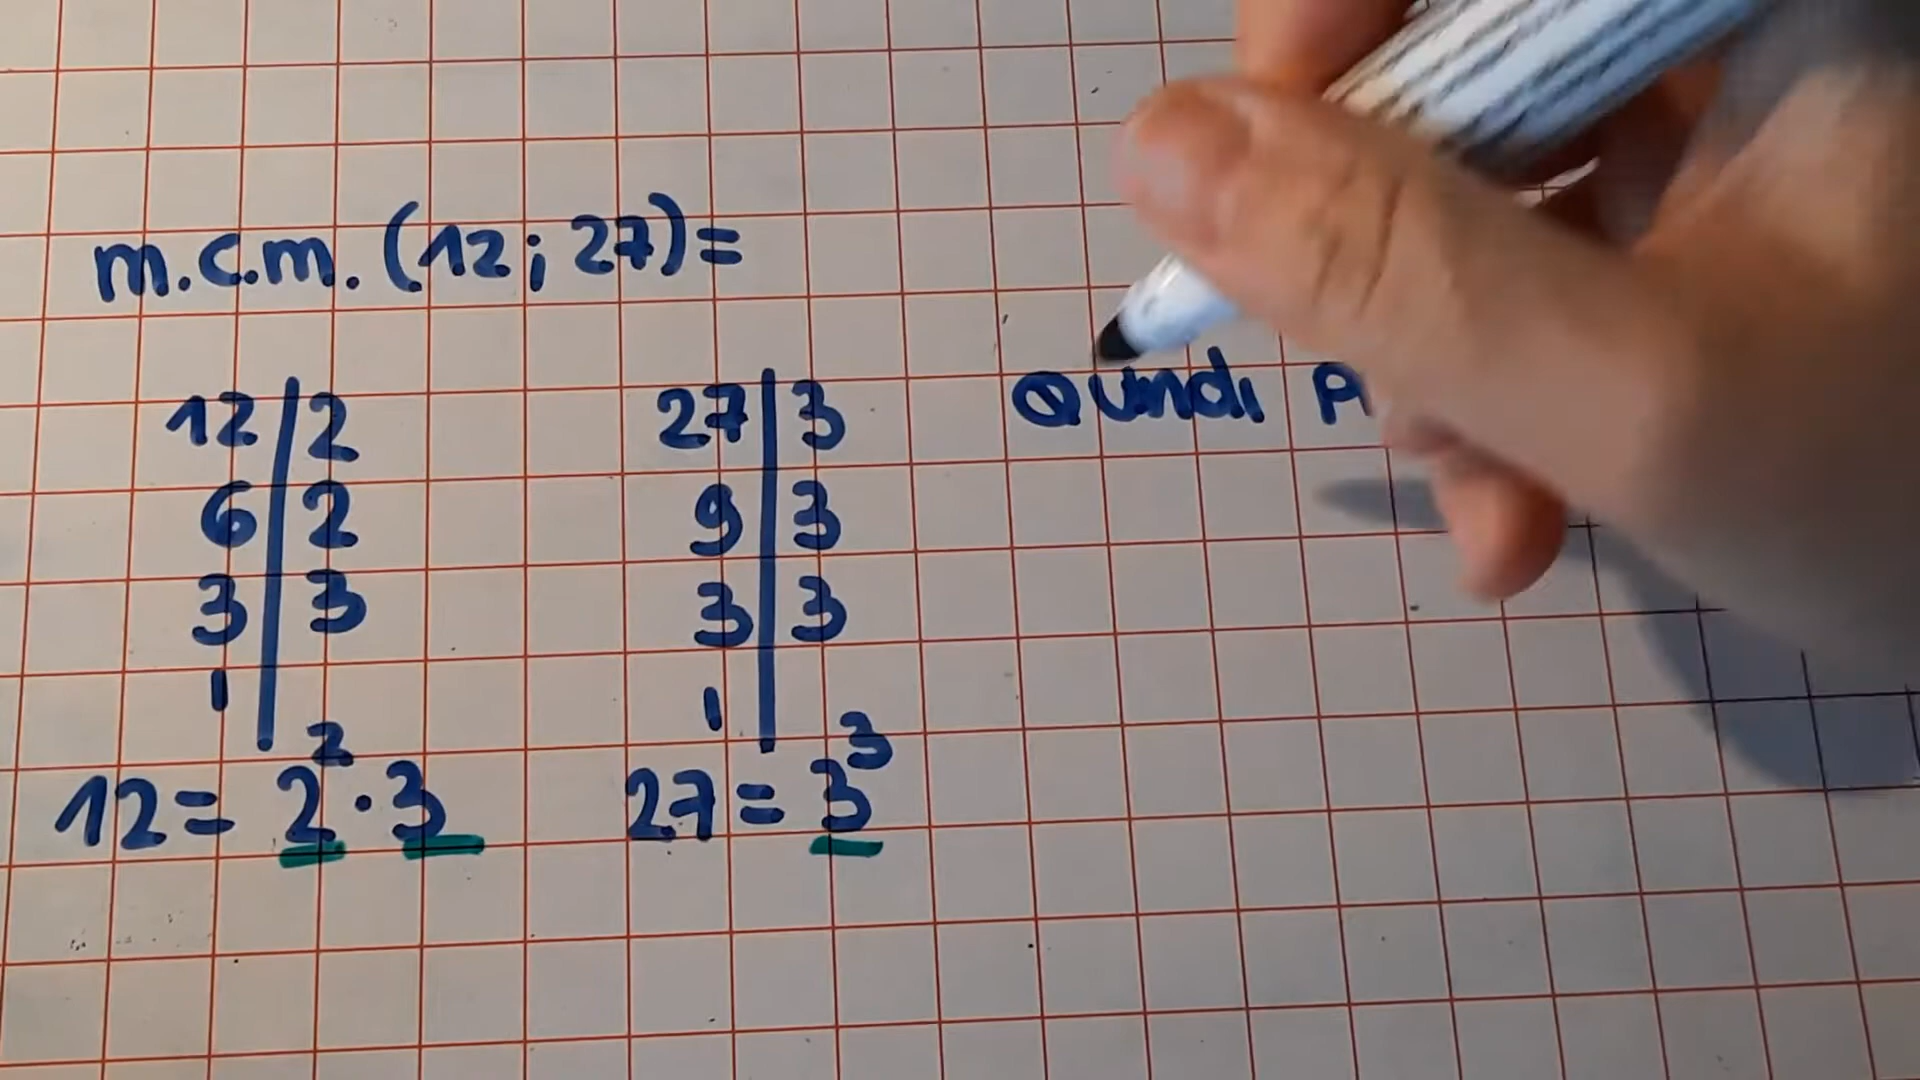 m.c.m. (12; 27) =
12 | 2
6 | 2
3 | 3
1
12 = 2² · 3
27 | 3
9 | 3
3 | 3
1
27 = 3³
Qundi